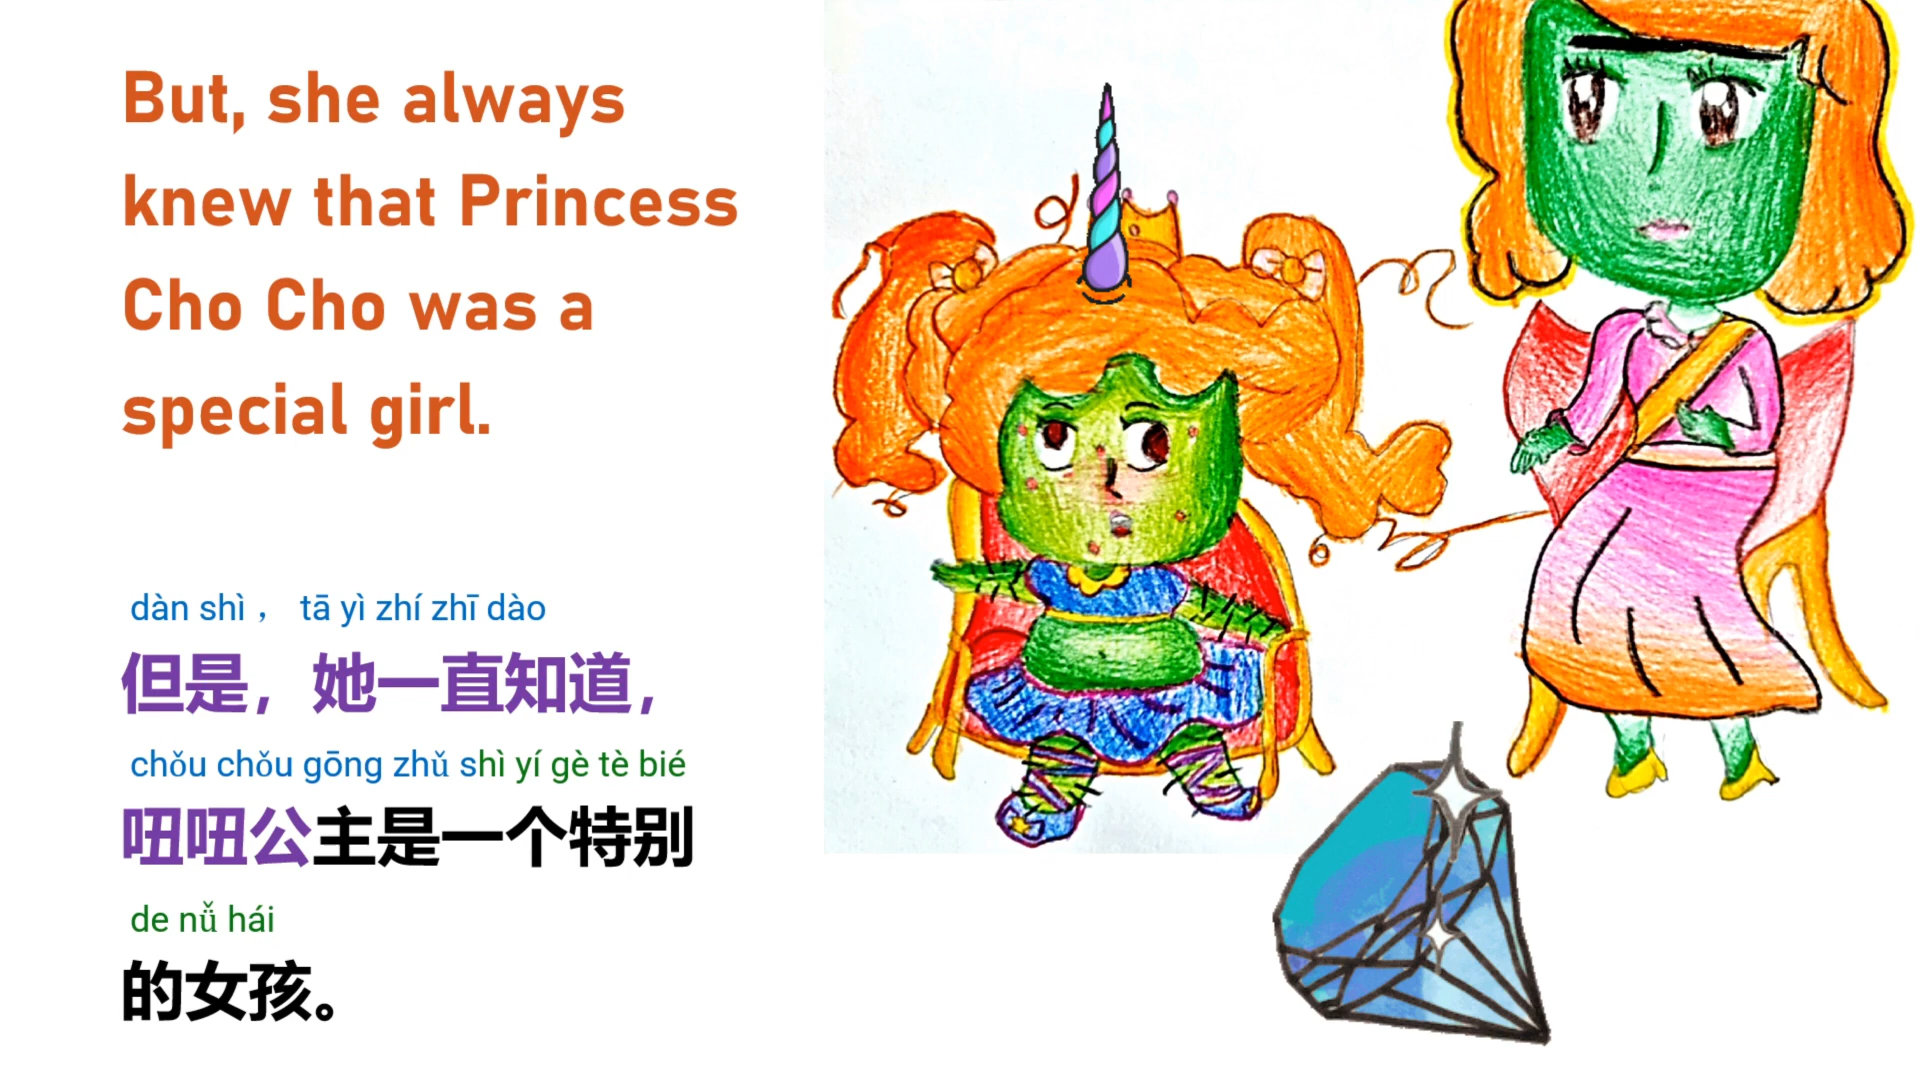 But, she always
knew that Princess
Cho Cho was a
special girl.
dàn shì ， tā yì zhí zhī dào
但是，她一直知道，
chǒu chǒu gōng zhǔ shì yí gè tè bié
吜吜公主是一个特别
de nǚ hái
的女孩。